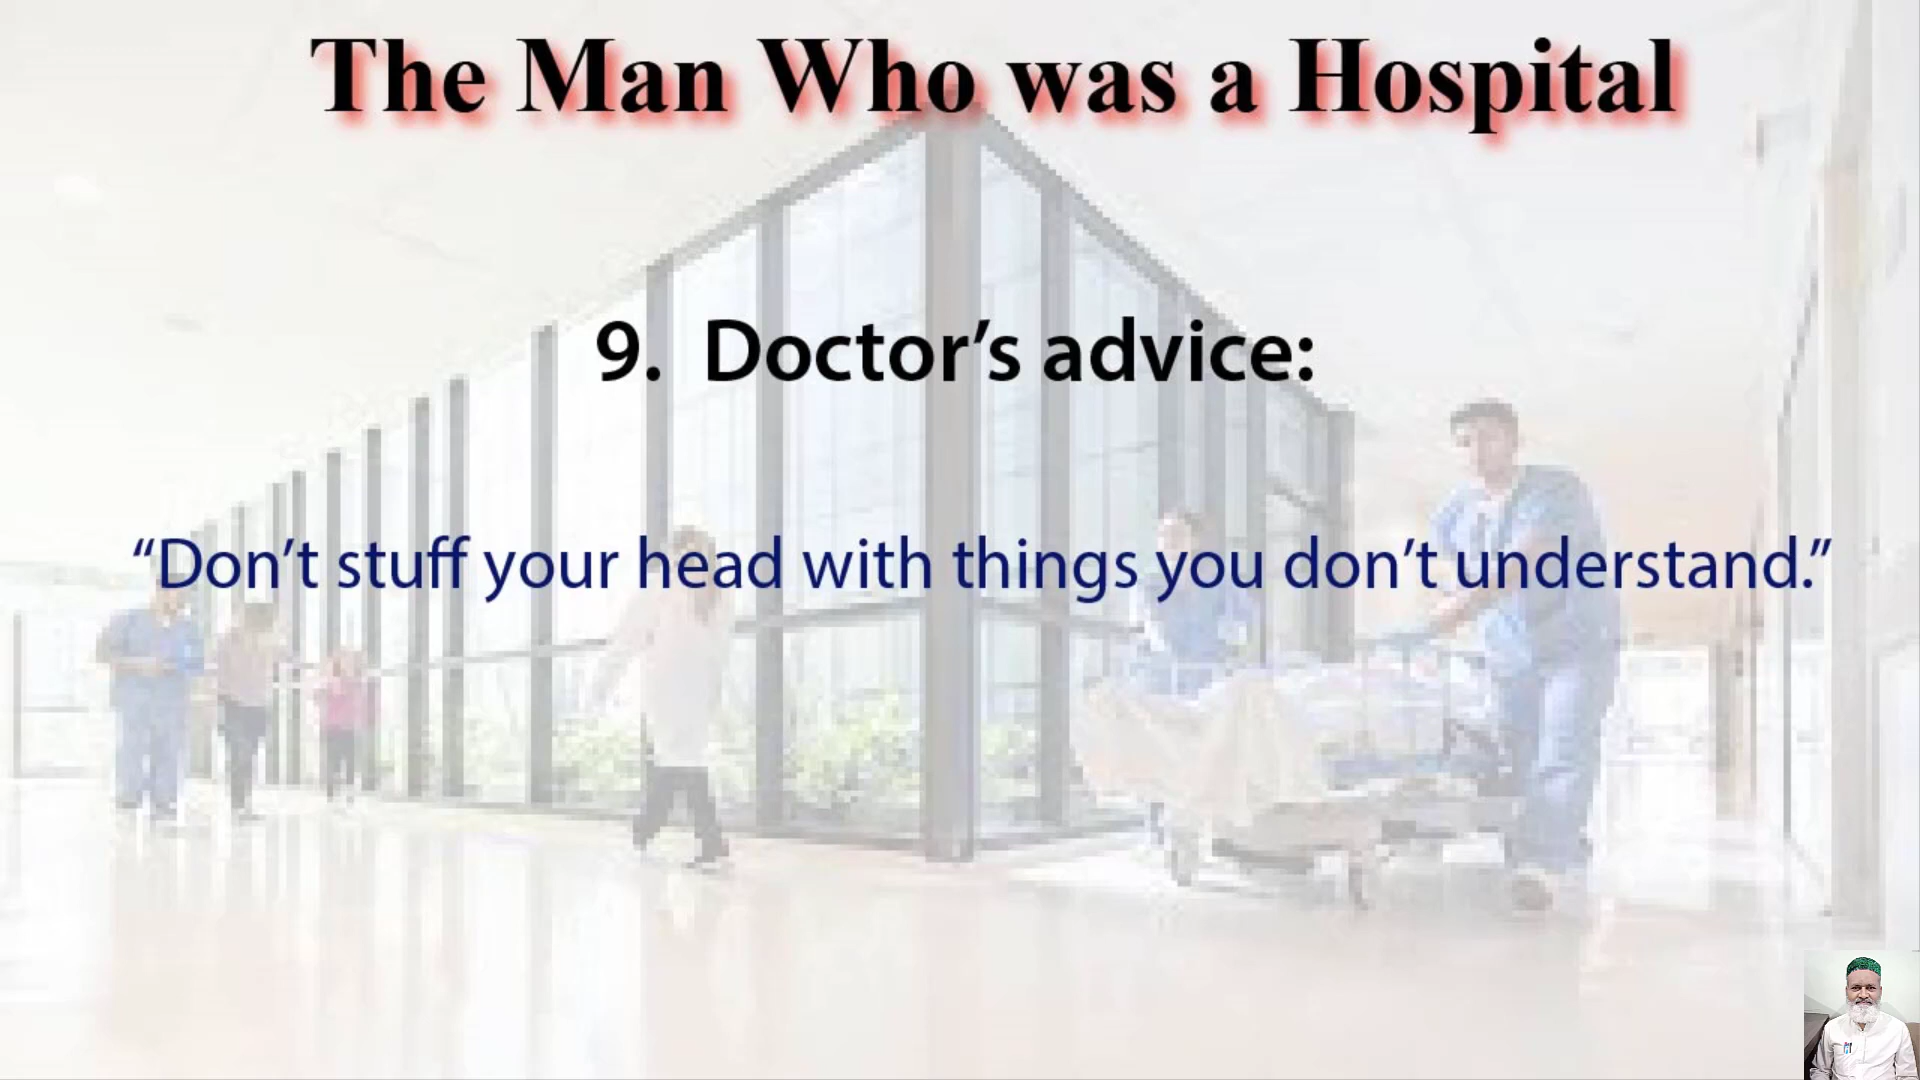 The Man Who was a Hospital
9. Doctor’s advice:
“Don’t stuff your head with things you don’t understand.”